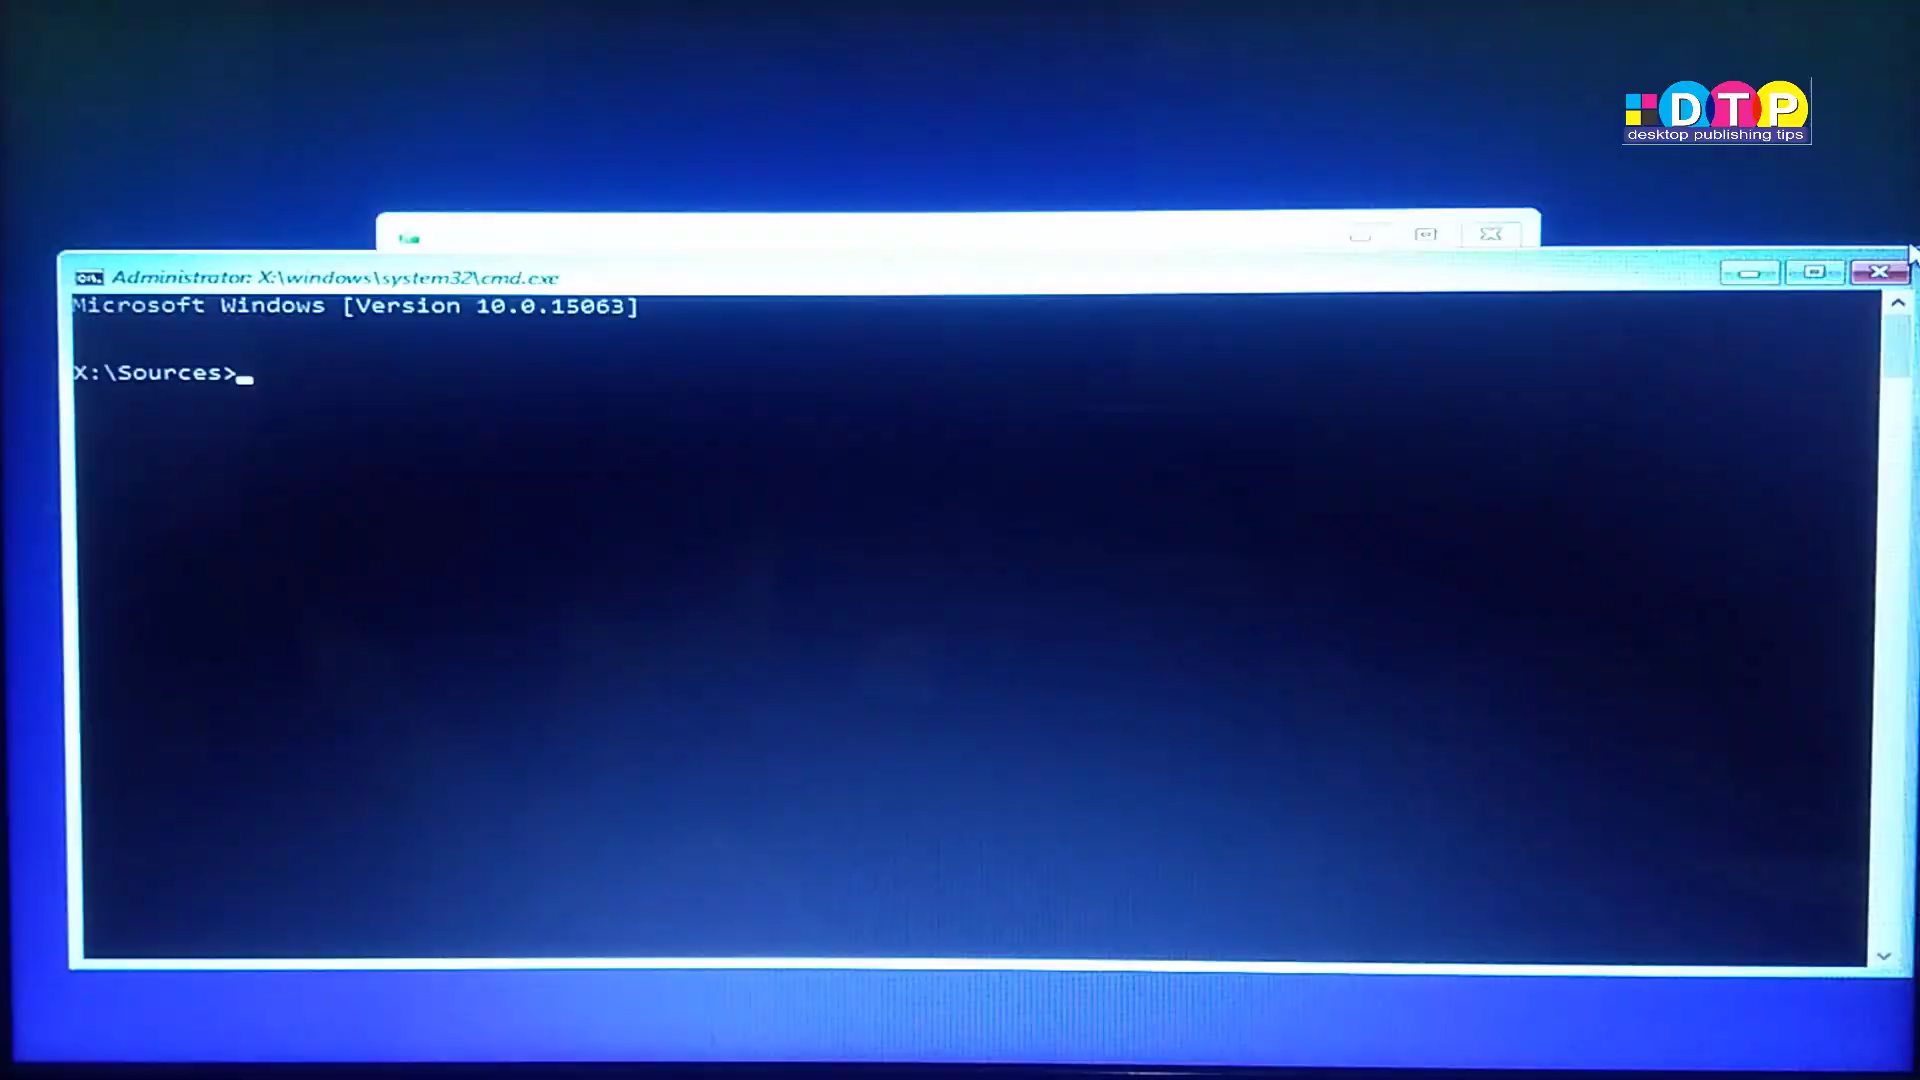 DTP
desktop publishing tips
Administrator: X:\windows\system32\cmd.exe
Microsoft Windows [Version 10.0.15063]
X:\Sources>